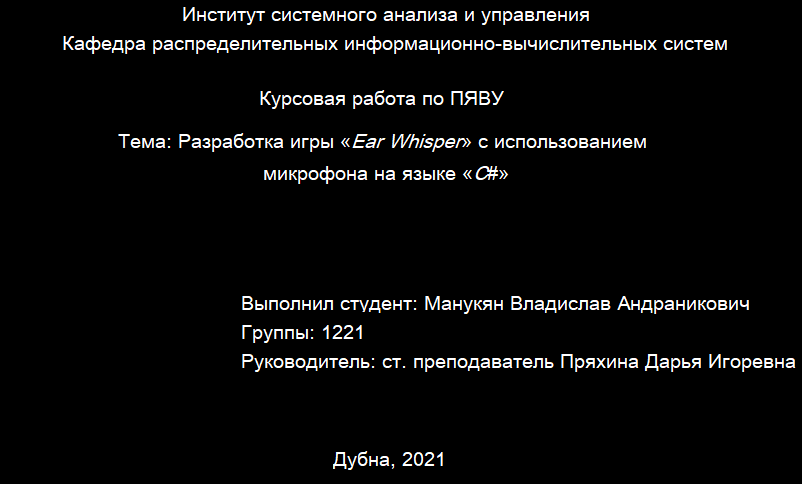 Институт системного анализа и управления
Кафедра распределительных информационно-вычислительных систем
Курсовая работа по ПЯВУ
Тема: Разработка игры «Ear Whisper» с использованием
микрофона на языке «C#»
Выполнил студент: Манукян Владислав Андраникович
Группы: 1221
Руководитель: ст. преподаватель Пряхина Дарья Игоревна
Дубна, 2021